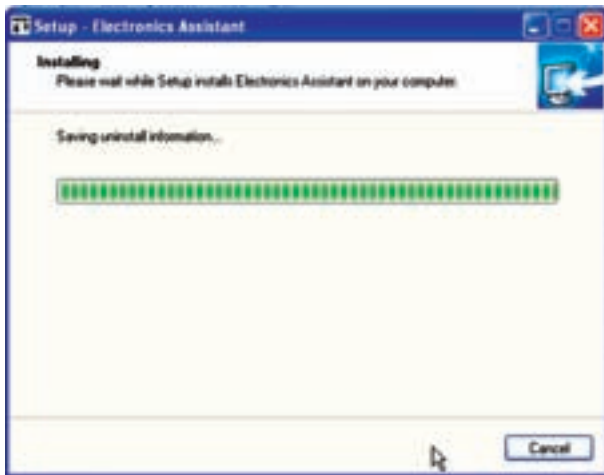 Setup - Electronics Assistant
Installing
Please wait while Setup installs Electronics Assistant on your computer.
Saving uninstall information...
Cancel